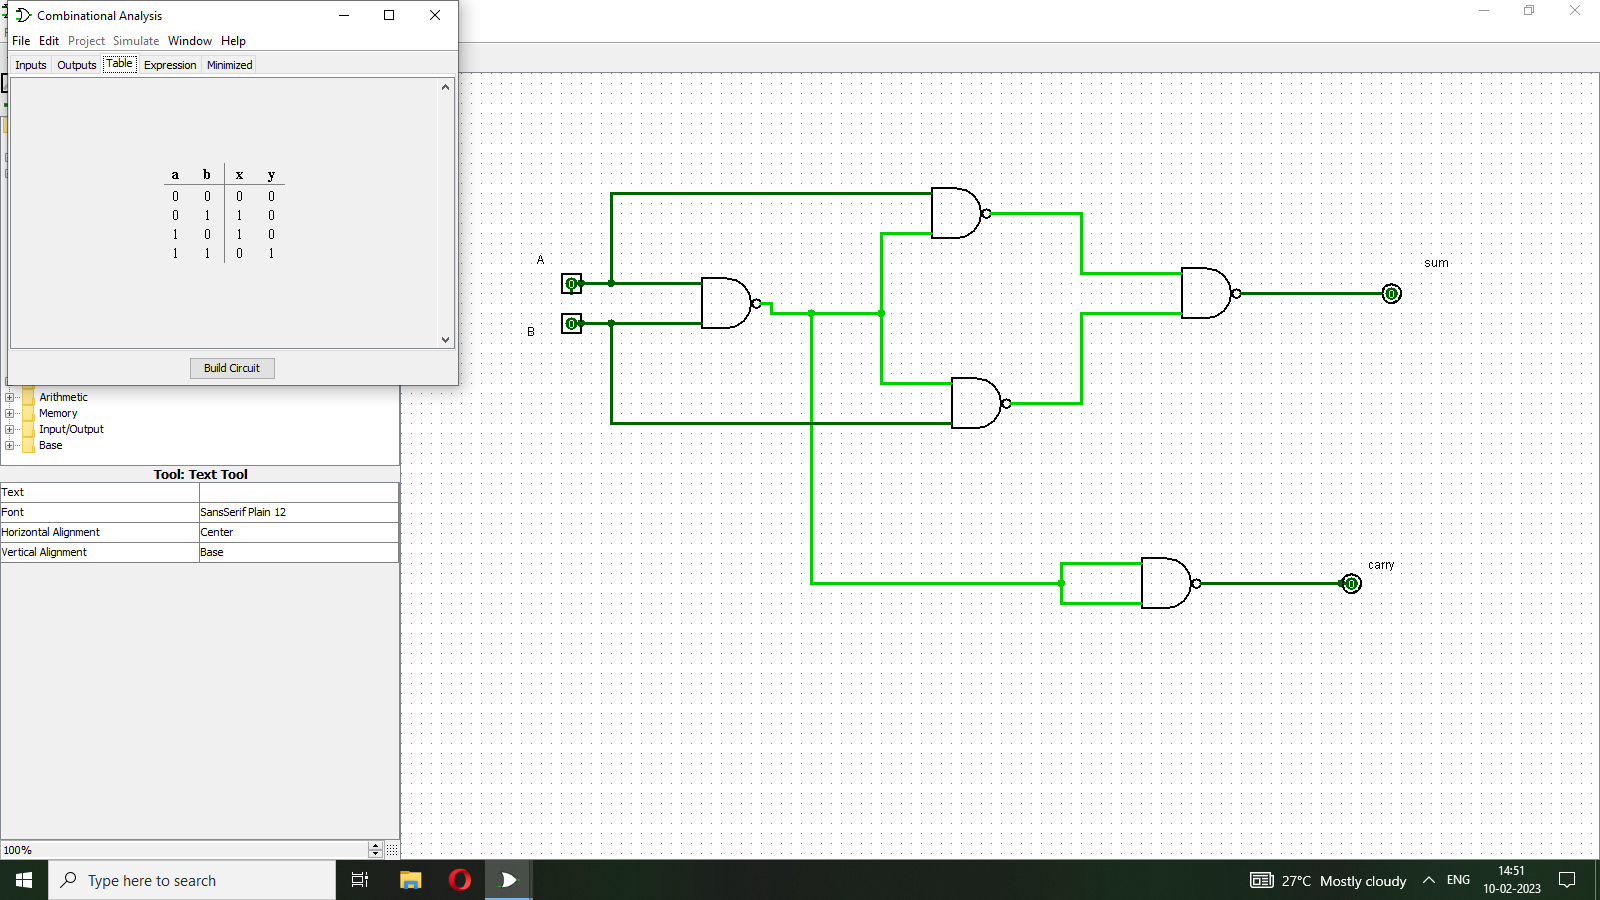 Combinational Analysis
File Edit Project Simulate Window Help
Inputs Outputs Table Expression Minimized
a b x y
0 0 0 0
0 1 1 0
1 0 1 0
1 1 0 1
Build Circuit
Arithmetic
Memory
Input/Output
Base
Tool: Text Tool
Text
Font SansSerif Plain 12
Horizontal Alignment Center
Vertical Alignment Base
100%
A
0
B
0
sum
0
carry
0
Type here to search
27°C Mostly cloudy
ENG
14:51
10-02-2023